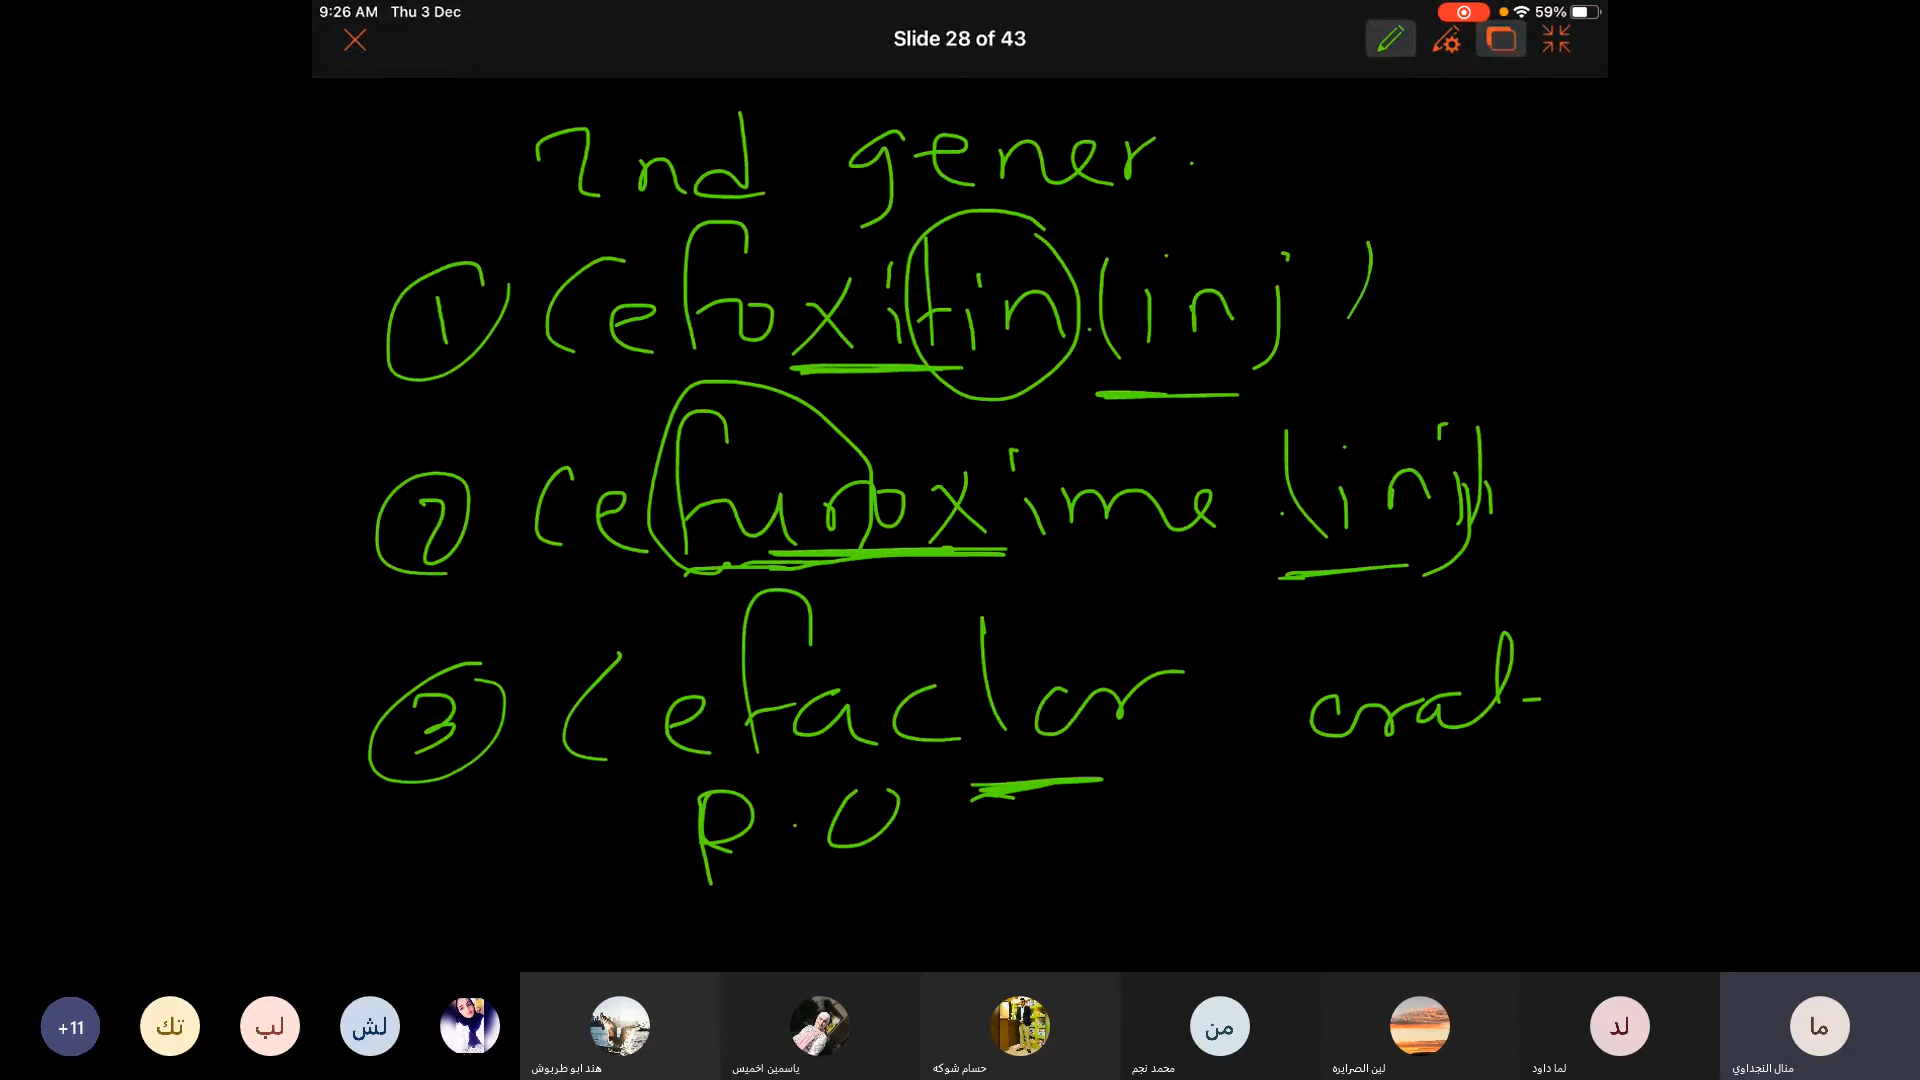 9:26 AM Thu 3 Dec 59%
Slide 28 of 43
2nd gener.
1 Cefoxitin (inj)
2 Cefuroxime (inj)
3 Cefaclor oral
P.O
+11 تك لب لش من لد ما
هند ابو طربوش ياسمين اخميس حسام شوكه محمد نجم لين الصرايره لما داود منال النجداوي